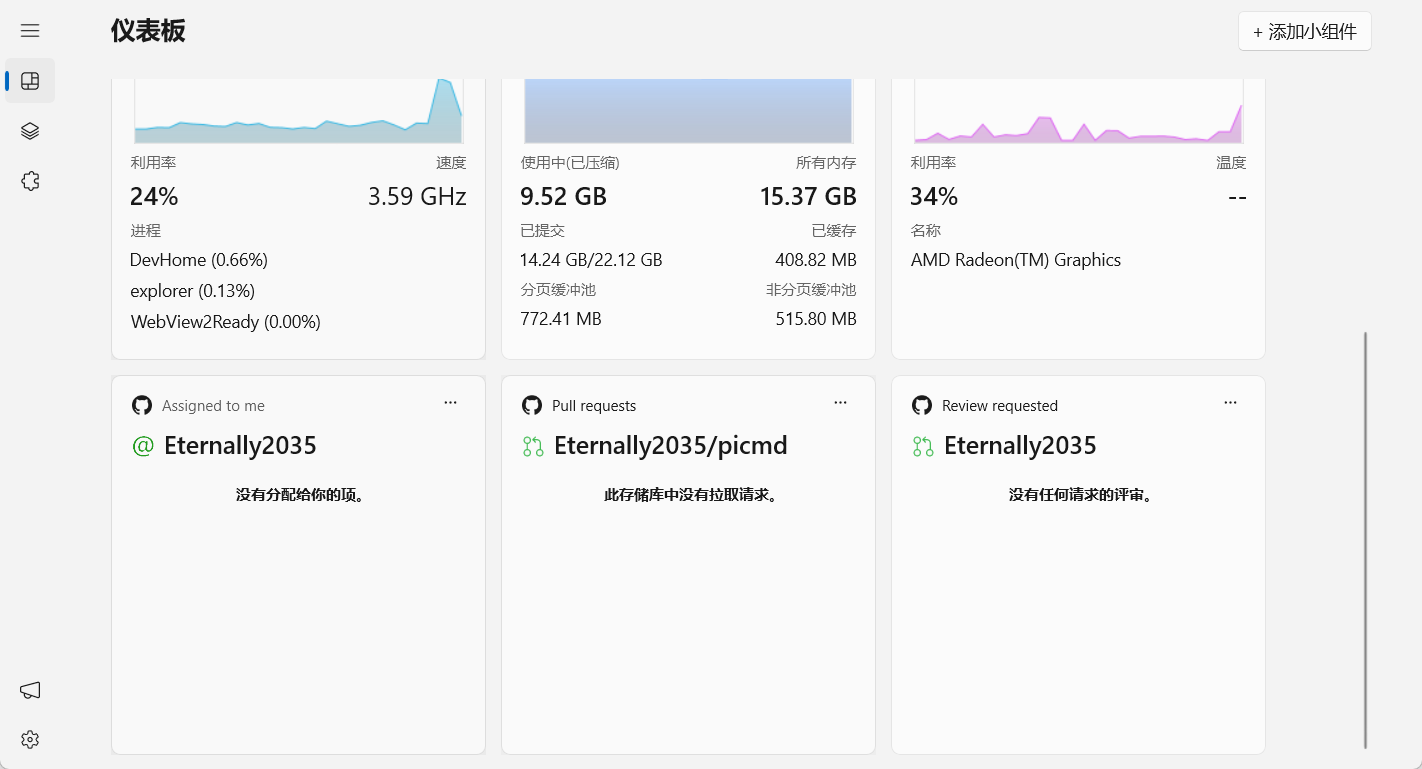 仪表板
+ 添加小组件
利用率 速度
24% 3.59 GHz
进程
DevHome (0.66%)
explorer (0.13%)
WebView2Ready (0.00%)
使用中(已压缩) 所有内存
9.52 GB 15.37 GB
已提交 已缓存
14.24 GB/22.12 GB 408.82 MB
分页缓冲池 非分页缓冲池
772.41 MB 515.80 MB
利用率 温度
34% --
名称
AMD Radeon(TM) Graphics
Assigned to me
@ Eternally2035
没有分配给你的项。
Pull requests
Eternally2035/picmd
此存储库中没有拉取请求。
Review requested
Eternally2035
没有任何请求的评审。